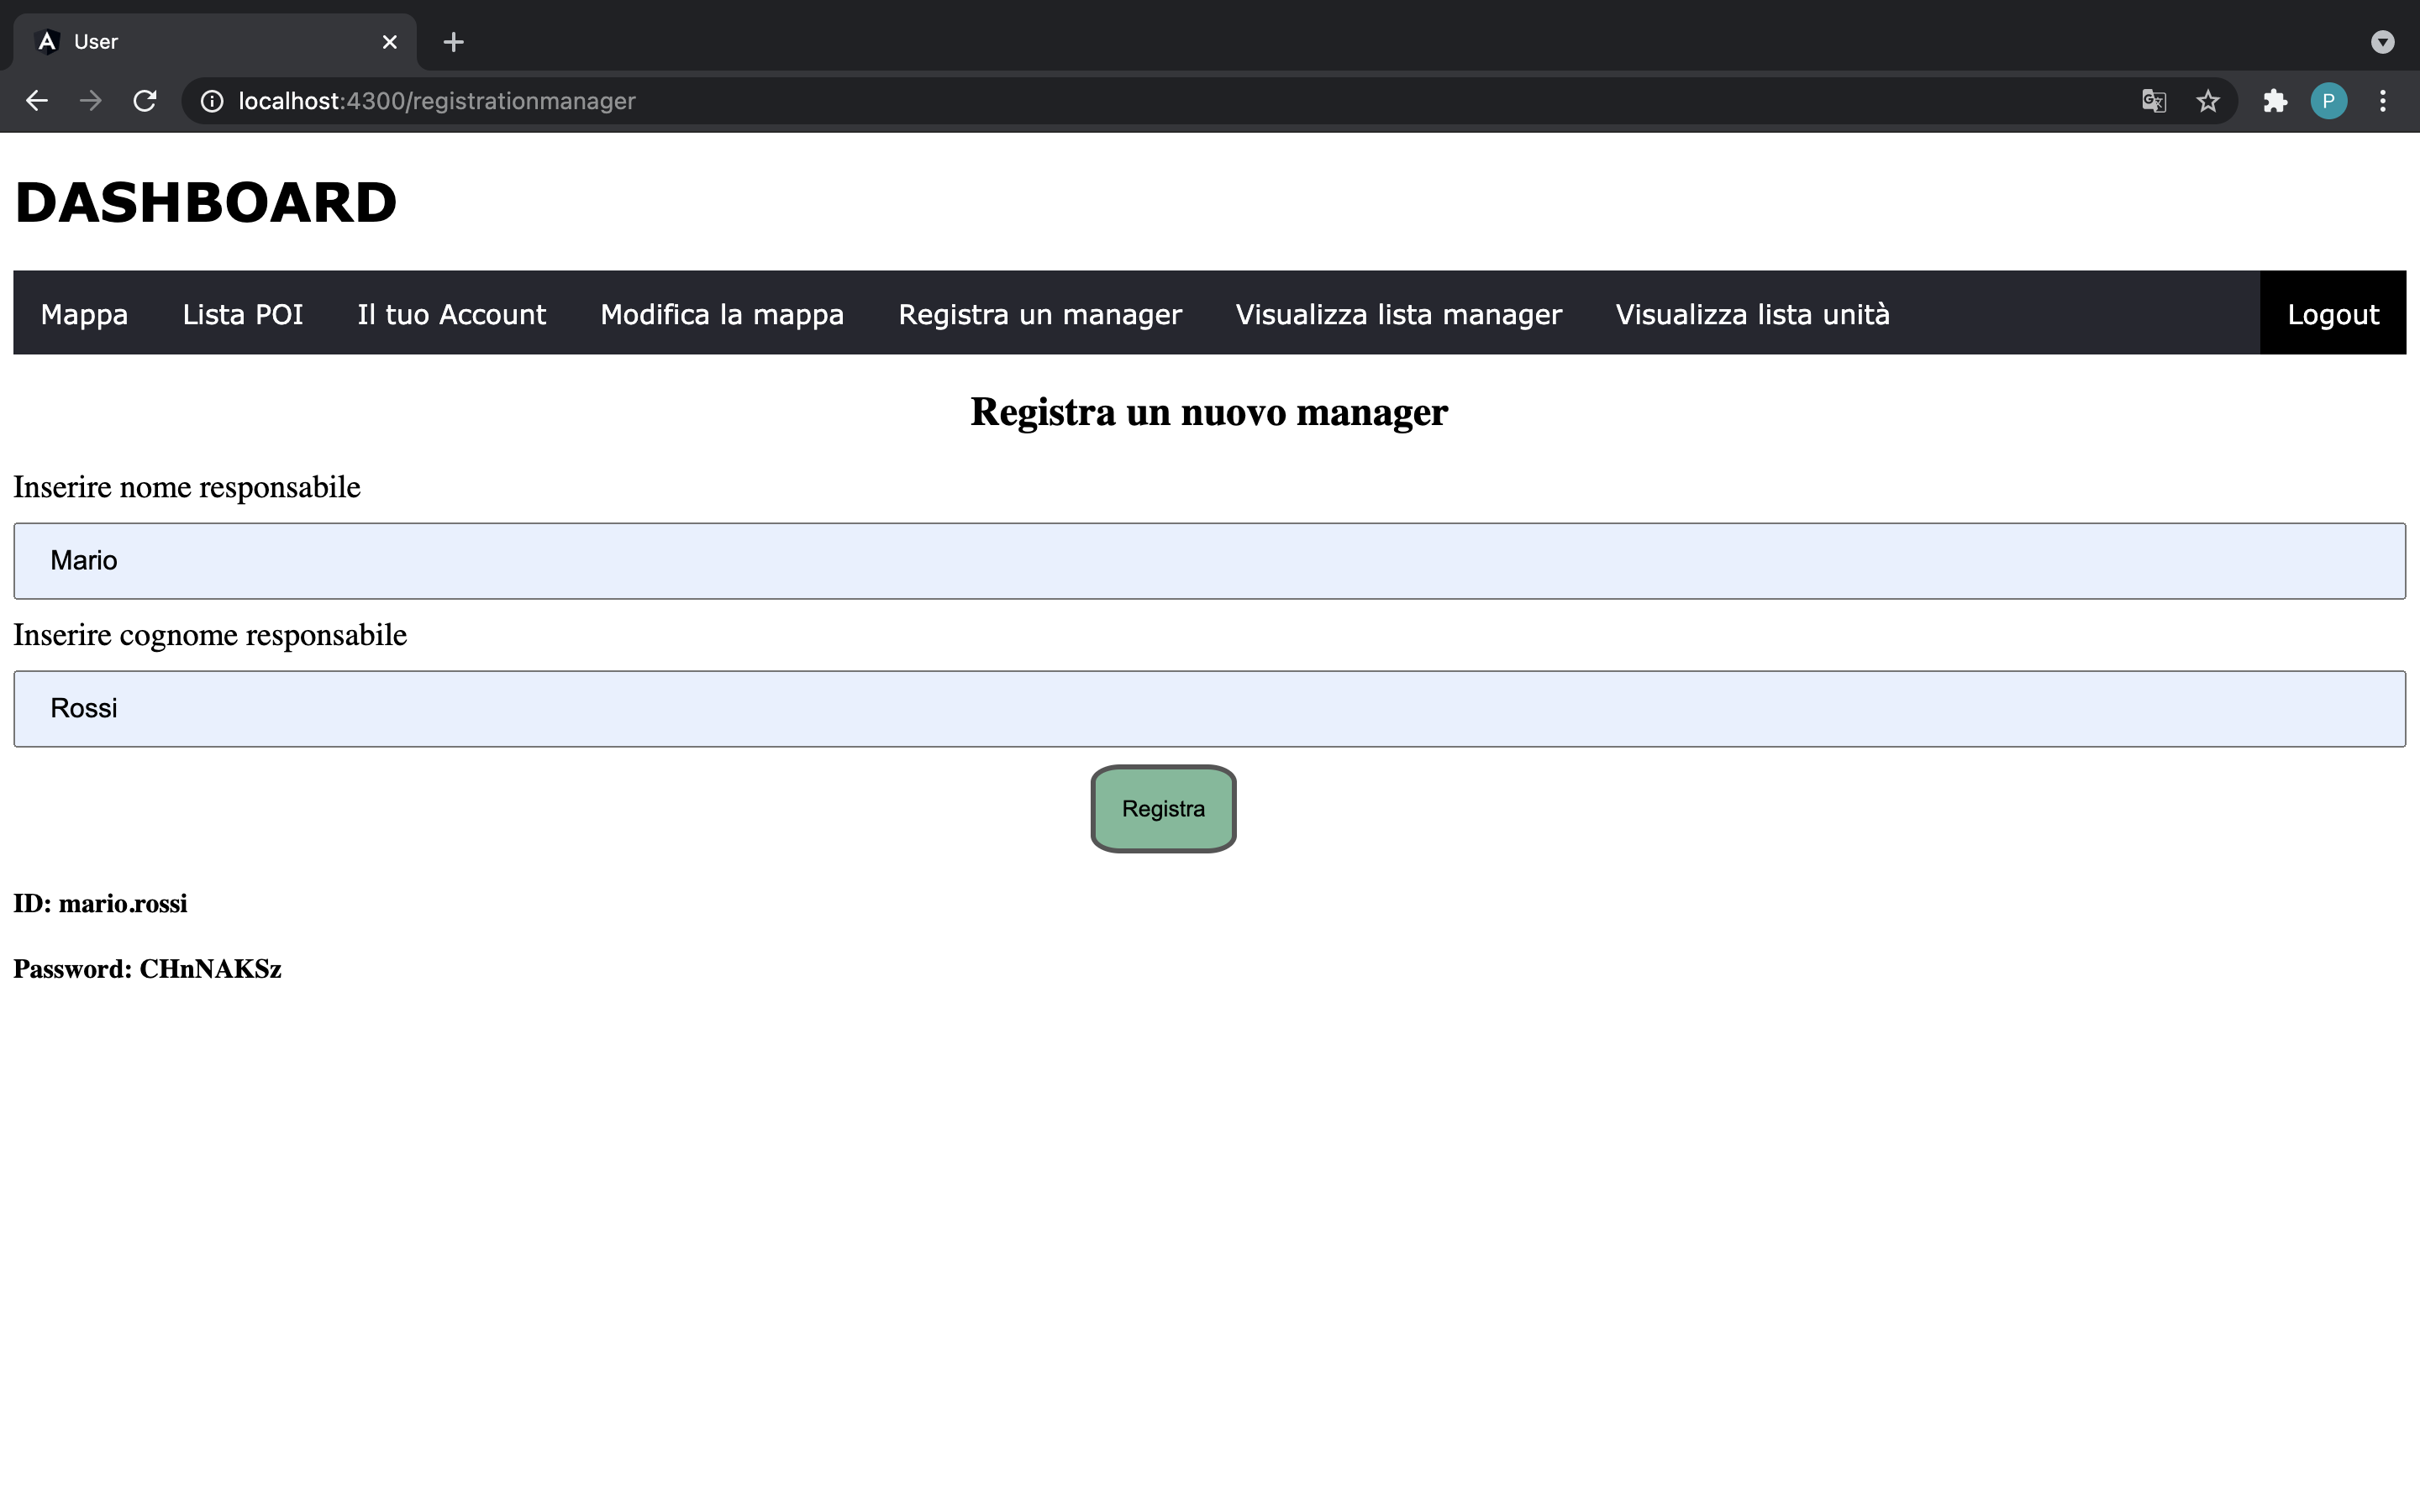 User
localhost:4300/registrationmanager
P
DASHBOARD
Mappa Lista POI Il tuo Account Modifica la mappa Registra un manager Visualizza lista manager Visualizza lista unità Logout
Registra un nuovo manager
Inserire nome responsabile
Mario
Inserire cognome responsabile
Rossi
Registra
ID: mario.rossi
Password: CHnNAKSz